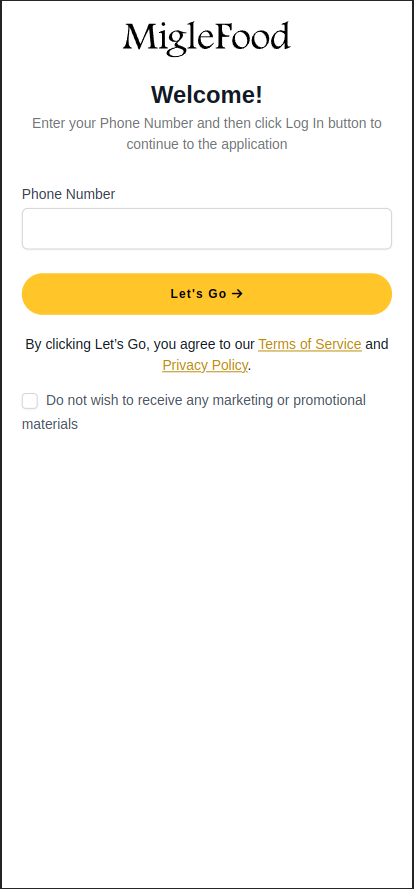 MigleFood
Welcome!
Enter your Phone Number and then click Log In button to
continue to the application
Phone Number
Let's Go →
By clicking Let’s Go, you agree to our Terms of Service and
Privacy Policy.
Do not wish to receive any marketing or promotional
materials